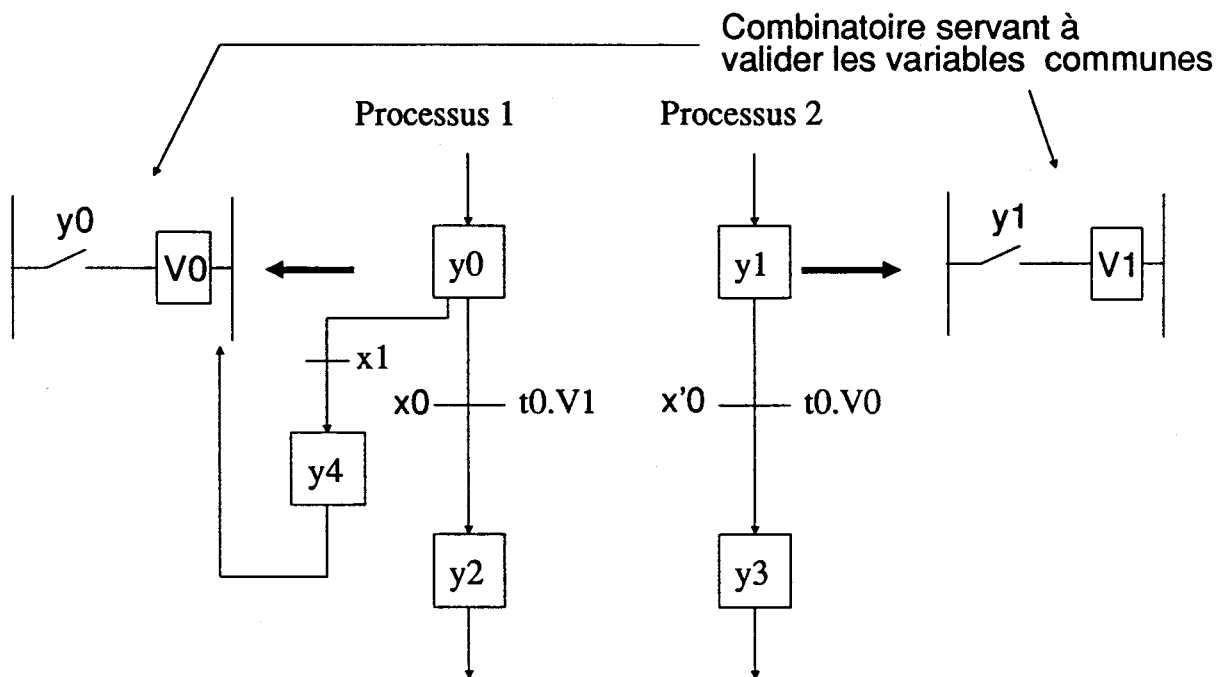 Combinatoire servant à
valider les variables communes
Processus 1
Processus 2
y0
V0
y0
y1
y1
V1
x1
x0
t0.V1
x'0
t0.V0
y4
y2
y3